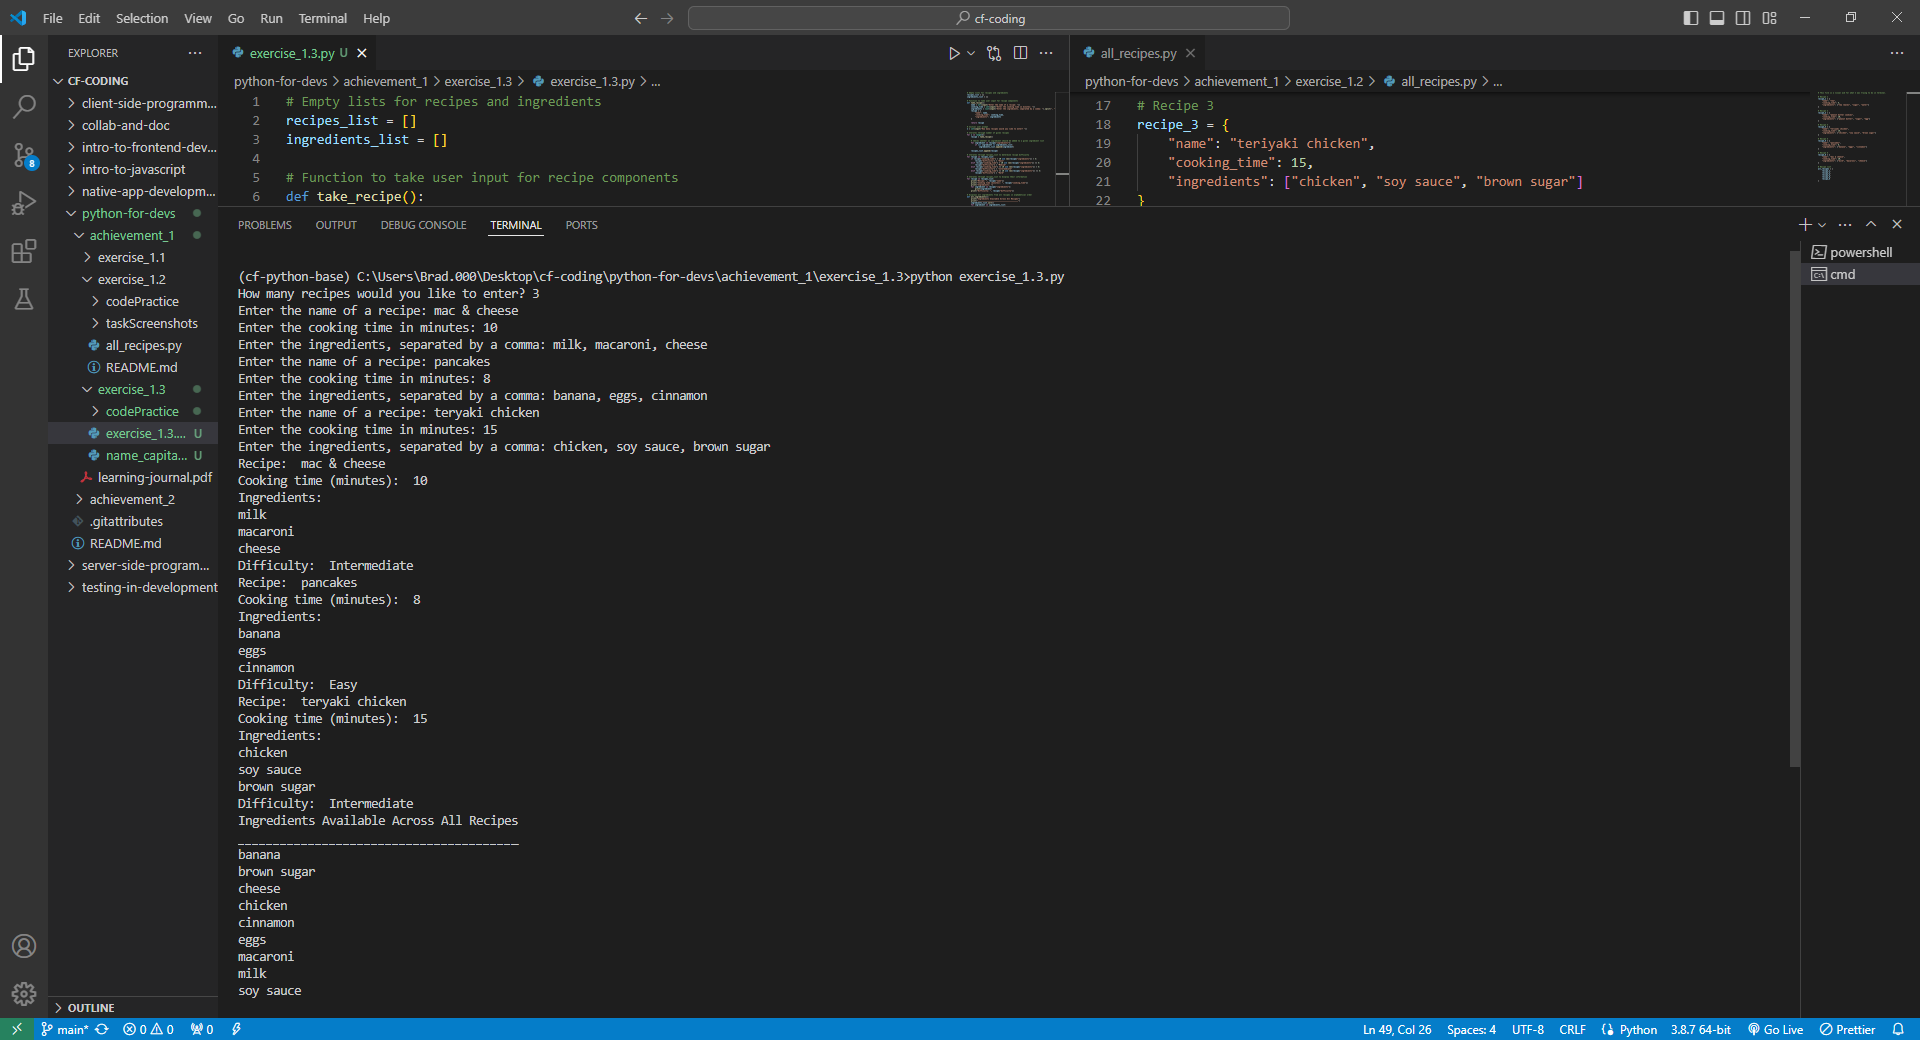 File Edit Selection View Go Run Terminal Help
cf-coding
EXPLORER
CF-CODING
client-side-programm...
collab-and-doc
intro-to-frontend-dev...
intro-to-javascript
native-app-developm...
python-for-devs
achievement_1
exercise_1.1
exercise_1.2
codePractice
taskScreenshots
all_recipes.py
README.md
exercise_1.3
codePractice
exercise_1.3.... U
name_capita... U
learning-journal.pdf
achievement_2
.gitattributes
README.md
server-side-program...
testing-in-development
OUTLINE
8
exercise_1.3.py U
python-for-devs > achievement_1 > exercise_1.3 > exercise_1.3.py > ...
1 # Empty lists for recipes and ingredients
2 recipes_list = []
3 ingredients_list = []
4
5 # Function to take user input for recipe components
6 def take_recipe():
all_recipes.py
python-for-devs > achievement_1 > exercise_1.2 > all_recipes.py > ...
17 # Recipe 3
18 recipe_3 = {
19 "name": "teriyaki chicken",
20 "cooking_time": 15,
21 "ingredients": ["chicken", "soy sauce", "brown sugar"]
22 }
PROBLEMS OUTPUT DEBUG CONSOLE TERMINAL PORTS
powershell
cmd
(cf-python-base) C:\Users\Brad.000\Desktop\cf-coding\python-for-devs\achievement_1\exercise_1.3>python exercise_1.3.py
How many recipes would you like to enter? 3
Enter the name of a recipe: mac & cheese
Enter the cooking time in minutes: 10
Enter the ingredients, separated by a comma: milk, macaroni, cheese
Enter the name of a recipe: pancakes
Enter the cooking time in minutes: 8
Enter the ingredients, separated by a comma: banana, eggs, cinnamon
Enter the name of a recipe: teryaki chicken
Enter the cooking time in minutes: 15
Enter the ingredients, separated by a comma: chicken, soy sauce, brown sugar
Recipe:  mac & cheese
Cooking time (minutes):  10
Ingredients:
milk
macaroni
cheese
Difficulty:  Intermediate
Recipe:  pancakes
Cooking time (minutes):  8
Ingredients:
banana
eggs
cinnamon
Difficulty:  Easy
Recipe:  teryaki chicken
Cooking time (minutes):  15
Ingredients:
chicken
soy sauce
brown sugar
Difficulty:  Intermediate
Ingredients Available Across All Recipes
________________________________________
banana
brown sugar
cheese
chicken
cinnamon
eggs
macaroni
milk
soy sauce
main* 0 0 0 Ln 49, Col 26 Spaces: 4 UTF-8 CRLF Python 3.8.7 64-bit Go Live Prettier